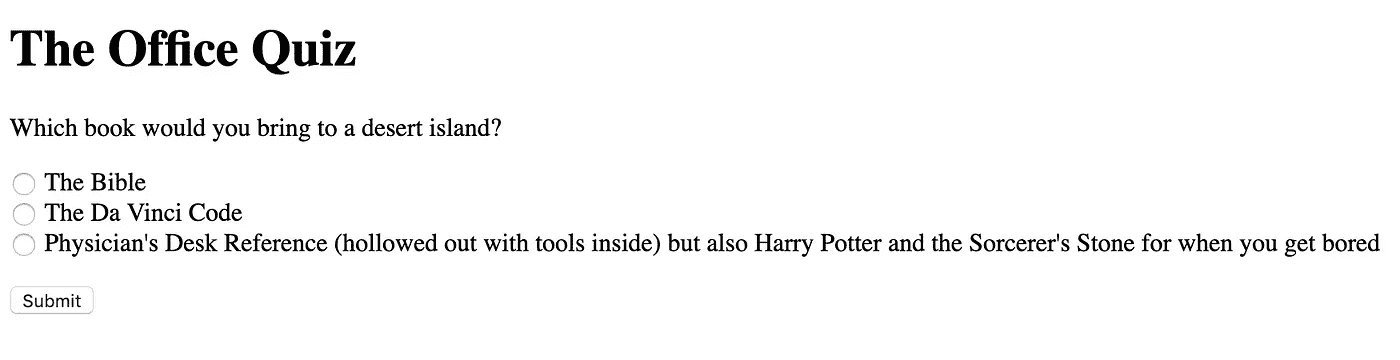 The Office Quiz
Which book would you bring to a desert island?
The Bible
The Da Vinci Code
Physician's Desk Reference (hollowed out with tools inside) but also Harry Potter and the Sorcerer's Stone for when you get bored
Submit